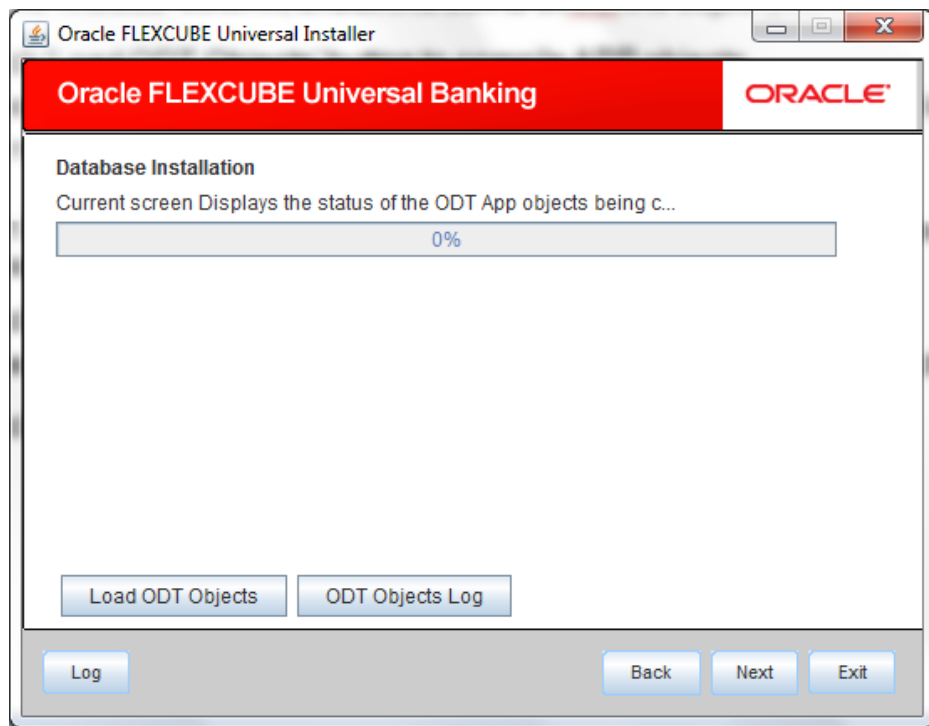 Oracle FLEXCUBE Universal Installer
Oracle FLEXCUBE Universal Banking
ORACLE®
Database Installation
Current screen Displays the status of the ODT App objects being c...
0%
Load ODT Objects
ODT Objects Log
Log
Back
Next
Exit